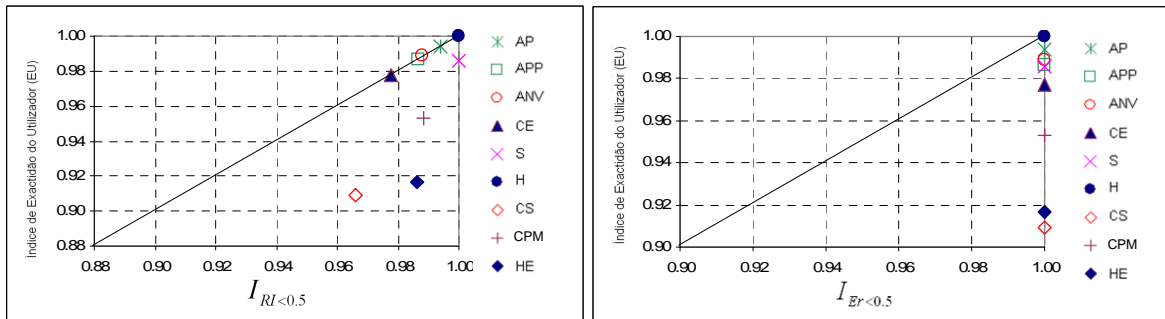 Índice de Exactidão do Utilizador (EU)
1.00
0.98
0.96
0.94
0.92
0.90
0.88
0.88 0.90 0.92 0.94 0.96 0.98 1.00
I RI<0.5
AP
APP
ANV
CE
S
H
CS
CPM
HE
Índice de Exactidão do Utilizador (EU)
1.00
0.98
0.96
0.94
0.92
0.90
0.90 0.92 0.94 0.96 0.98 1.00
I Er<0.5
AP
APP
ANV
CE
S
H
CS
CPM
HE